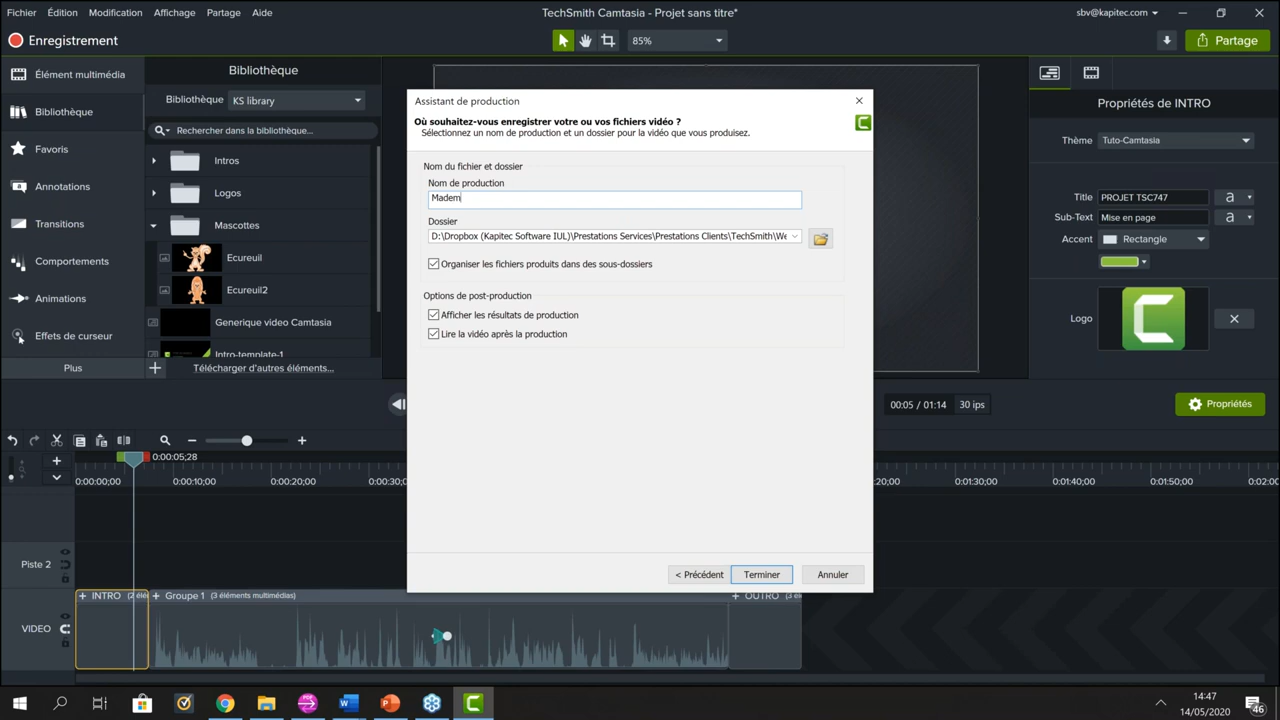 Fichier Édition Modification Affichage Partage Aide
TechSmith Camtasia - Projet sans titre*
sbv@kapitec.com
Enregistrement
85%
Partage
Élément multimédia
Bibliothèque
Favoris
Annotations
Transitions
Comportements
Animations
Effets de curseur
Plus
Bibliothèque
Bibliothèque KS library
Rechercher dans la bibliothèque...
Intros
Logos
Mascottes
Ecureuil
Ecureuil2
Generique video Camtasia
Intro-template-1
Télécharger d'autres éléments...
Assistant de production
Où souhaitez-vous enregistrer votre ou vos fichiers vidéo ?
Sélectionnez un nom de production et un dossier pour la vidéo que vous produisez.
Nom du fichier et dossier
Nom de production
Madem
Dossier
D:\Dropbox (Kapitec Software IUL)\Prestations Services\Prestations Clients\TechSmith\We
Organiser les fichiers produits dans des sous-dossiers
Options de post-production
Afficher les résultats de production
Lire la vidéo après la production
< Précédent Terminer Annuler
Propriétés de INTRO
Thème Tuto-Camtasia
Title PROJET TSC747 a
Sub-Text Mise en page a
Accent Rectangle
Logo
00:05 / 01:14 30 ips
Propriétés
0:00:05;28
0:00:00;00 0:00:10;00 0:00:20;00 0:00:30 0:01:30;00 0:01:40;00 0:01:50;00 0:02:0
Piste 2
VIDEO
INTRO Groupe 1 (3 éléments multimédias) OUTRO
14:47
14/05/2020
46